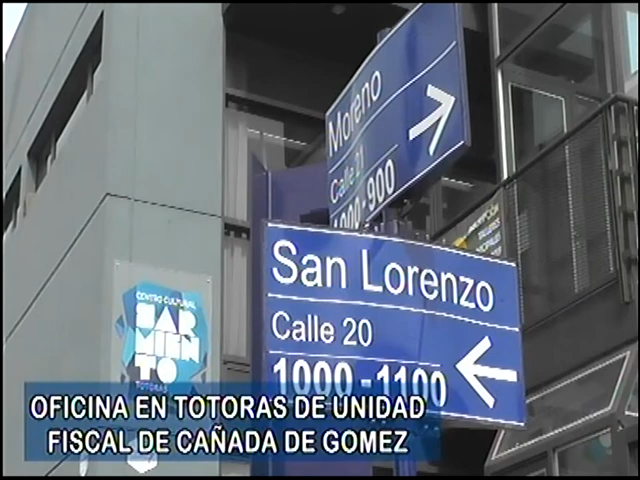 Moreno
Calle 21
1000-900
San Lorenzo
Calle 20
1000-1100
CENTRO CULTURAL
SAR
MIEN
TO
TOTORAS
OFICINA EN TOTORAS DE UNIDAD
FISCAL DE CAÑADA DE GOMEZ